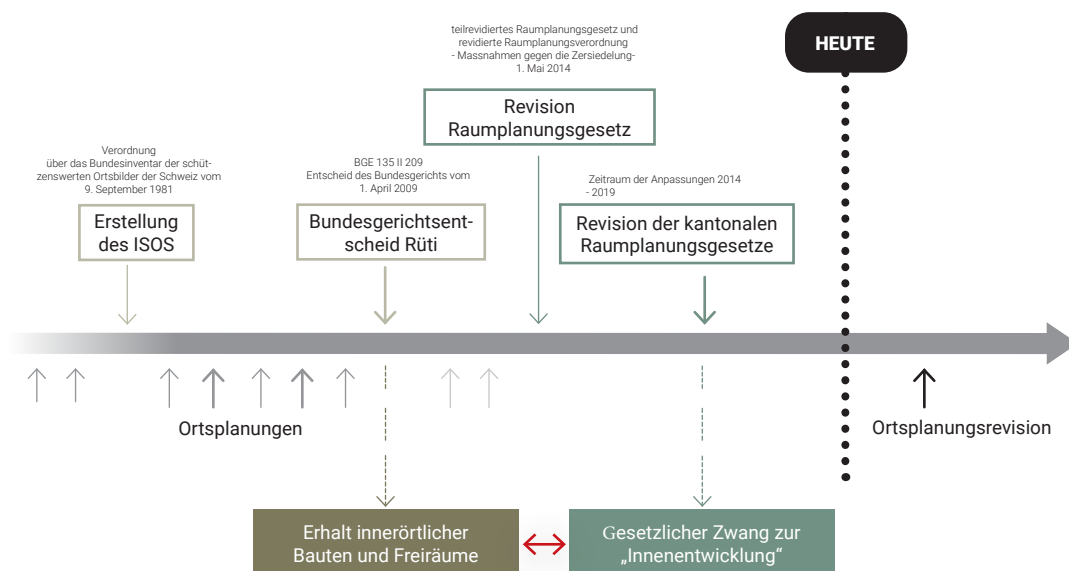 teilrevidiertes Raumplanungsgesetz und
revidierte Raumplanungsverordnung
- Massnahmen gegen die Zersiedelung-
1. Mai 2014
HEUTE
Revision
Raumplanungsgesetz
Verordnung
über das Bundesinventar der schüt-
zenswerten Ortsbilder der Schweiz vom
9. September 1981
Erstellung
des ISOS
BGE 135 II 209
Entscheid des Bundesgerichts vom
1. April 2009
Bundesgerichtsent-
scheid Rüti
Zeitraum der Anpassungen 2014
- 2019
Revision der kantonalen
Raumplanungsgesetze
Ortsplanungen
Ortsplanungsrevision
Erhalt innerörtlicher
Bauten und Freiräume
Gesetzlicher Zwang zur
„Innenentwicklung“